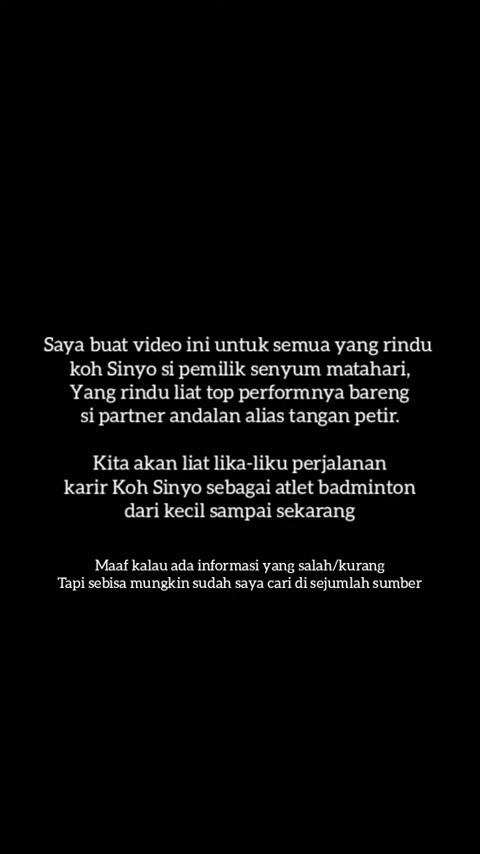 Saya buat video ini untuk semua yang rindu
koh Sinyo si pemilik senyum matahari,
Yang rindu liat top performnya bareng
si partner andalan alias tangan petir.
Kita akan liat lika-liku perjalanan
karir Koh Sinyo sebagai atlet badminton
dari kecil sampai sekarang
Maaf kalau ada informasi yang salah/kurang
Tapi sebisa mungkin sudah saya cari di sejumlah sumber